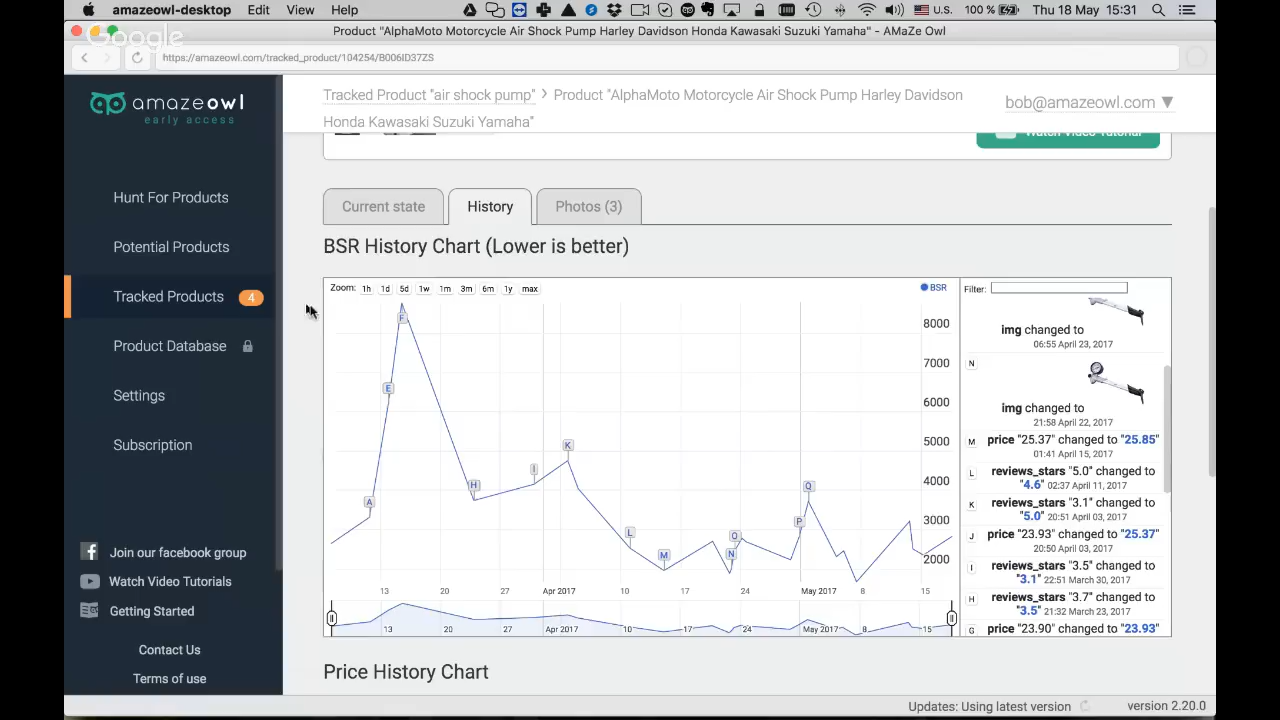 amazeowl-desktop Edit View Help U.S. 100 % Thu 18 May 15:31
Google
Product "AlphaMoto Motorcycle Air Shock Pump Harley Davidson Honda Kawasaki Suzuki Yamaha" - AMaZe Owl
https://amazeowl.com/tracked_product/104254/B006ID37ZS
amazeowl
early access
Tracked Product "air shock pump" > Product "AlphaMoto Motorcycle Air Shock Pump Harley Davidson
Honda Kawasaki Suzuki Yamaha"
bob@amazeowl.com ▼
Watch Video Tutorial
Hunt For Products
Potential Products
Tracked Products 4
Product Database
Settings
Subscription
Join our facebook group
Watch Video Tutorials
Getting Started
Contact Us
Terms of use
Current state History Photos (3)
BSR History Chart (Lower is better)
Zoom: 1h 1d 5d 1w 1m 3m 6m 1y max
BSR
8000
7000
6000
5000
4000
3000
2000
A
E
F
H
I
K
L
M
N
O
P
Q
13 20 27 Apr 2017 10 17 24 May 2017 8 15
13 20 27 Apr 2017 10 17 24 May 2017 8 15
Filter:
img changed to
06:55 April 23, 2017
N
img changed to
21:58 April 22, 2017
M price "25.37" changed to "25.85"
01:41 April 15, 2017
L reviews_stars "5.0" changed to
"4.6" 02:37 April 11, 2017
K reviews_stars "3.1" changed to
"5.0" 20:51 April 03, 2017
J price "23.93" changed to "25.37"
20:50 April 03, 2017
I reviews_stars "3.5" changed to
"3.1" 22:51 March 30, 2017
H reviews_stars "3.7" changed to
"3.5" 21:32 March 23, 2017
G price "23.90" changed to "23.93"
Price History Chart
Updates: Using latest version version 2.20.0